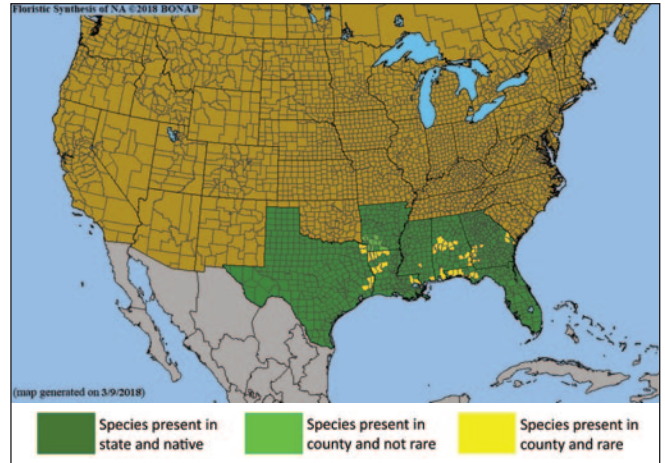 Floristic Synthesis of NA ©2018 BONAP
(map generated on 3/9/2018)
Species present in
state and native
Species present in
county and not rare
Species present in
county and rare